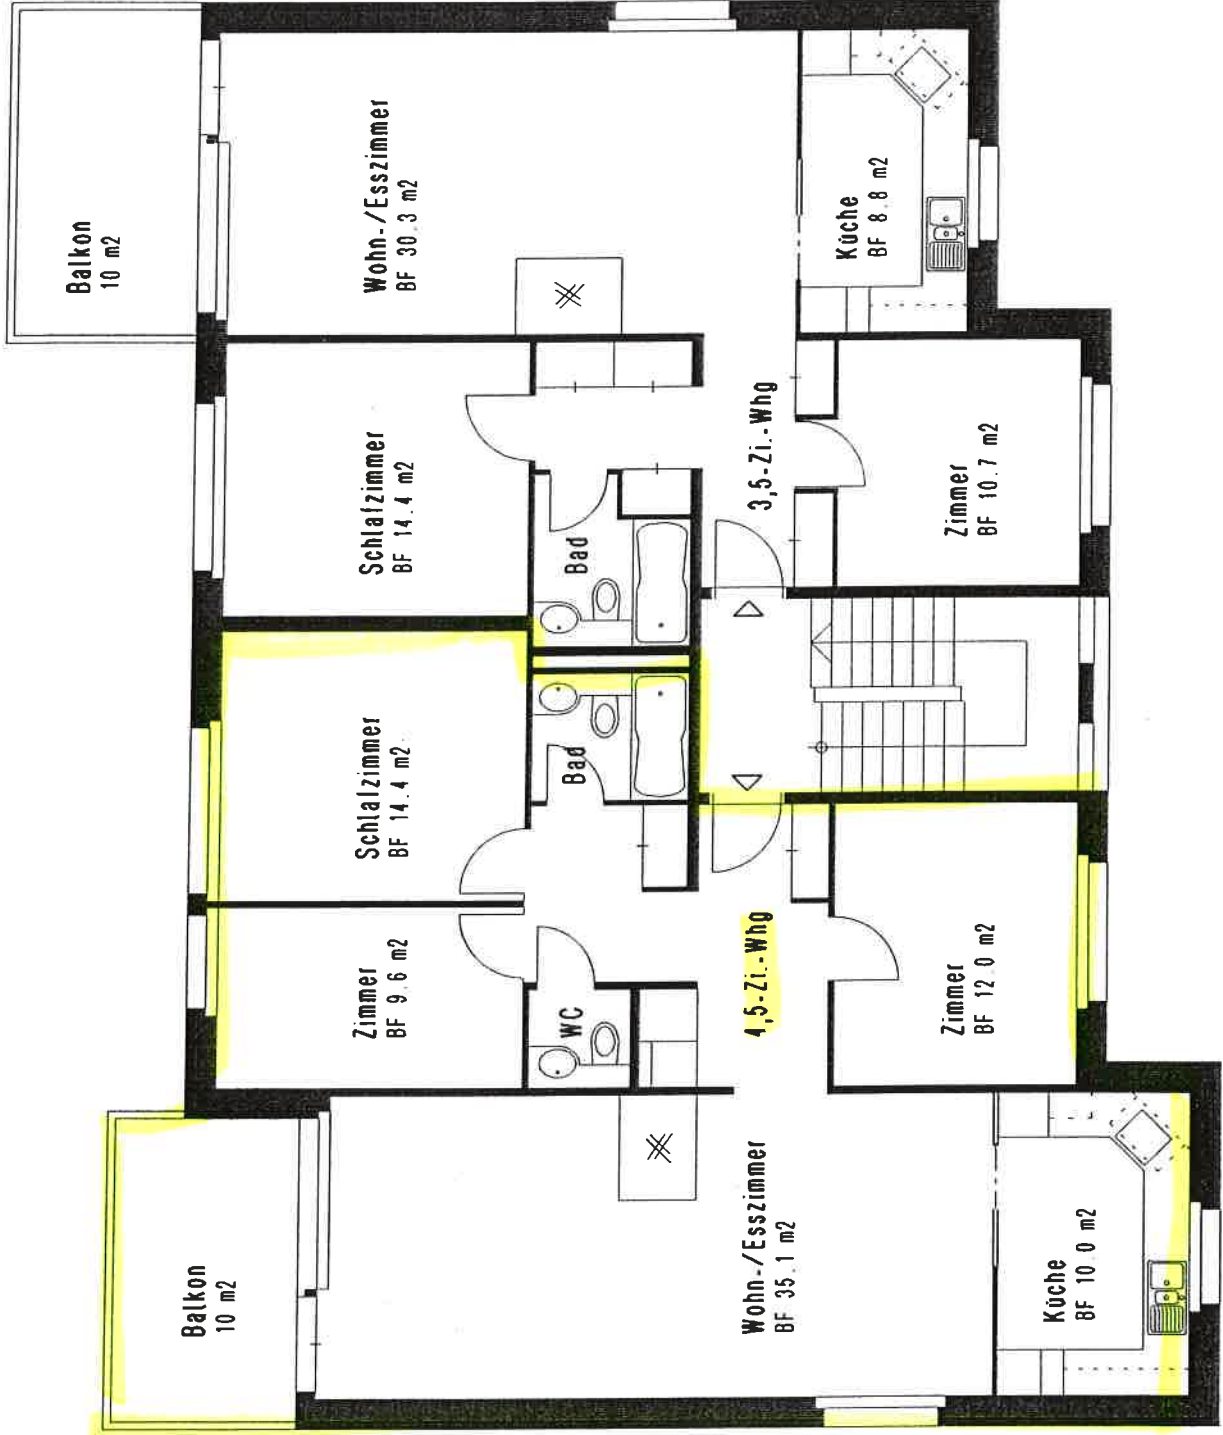 Balkon
10 m2
Wohn-/Esszimmer
BF 30.3 m2
Küche
BF 8.8 m2
Schlafzimmer
BF 14.4 m2
Bad
3,5-Zi.-Whg
Zimmer
BF 10.7 m2
Schlafzimmer
BF 14.4 m2
Bad
Zimmer
BF 9.6 m2
WC
4,5-Zi.-Whg
Zimmer
BF 12.0 m2
Balkon
10 m2
Wohn-/Esszimmer
BF 35.1 m2
Küche
BF 10.0 m2